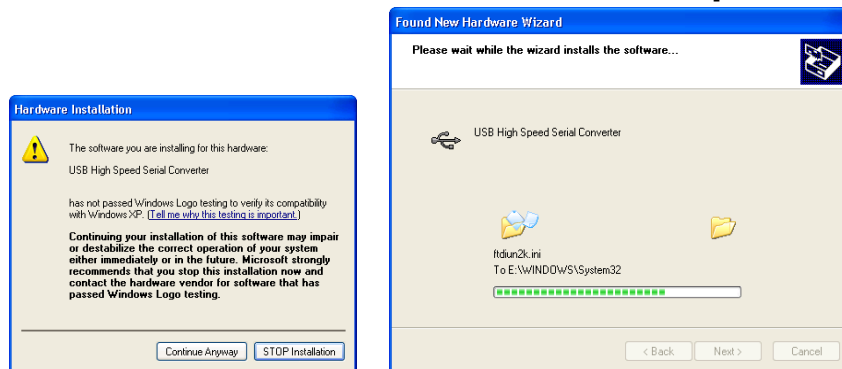 Hardware Installation
The software you are installing for this hardware:
USB High Speed Serial Converter
has not passed Windows Logo testing to verify its compatibility
with Windows XP. (Tell me why this testing is important.)
Continuing your installation of this software may impair
or destabilize the correct operation of your system
either immediately or in the future. Microsoft strongly
recommends that you stop this installation now and
contact the hardware vendor for software that has
passed Windows Logo testing.
Continue Anyway
STOP Installation
Found New Hardware Wizard
Please wait while the wizard installs the software...
USB High Speed Serial Converter
ftdiun2k.ini
To E:\WINDOWS\System32
< Back
Next >
Cancel